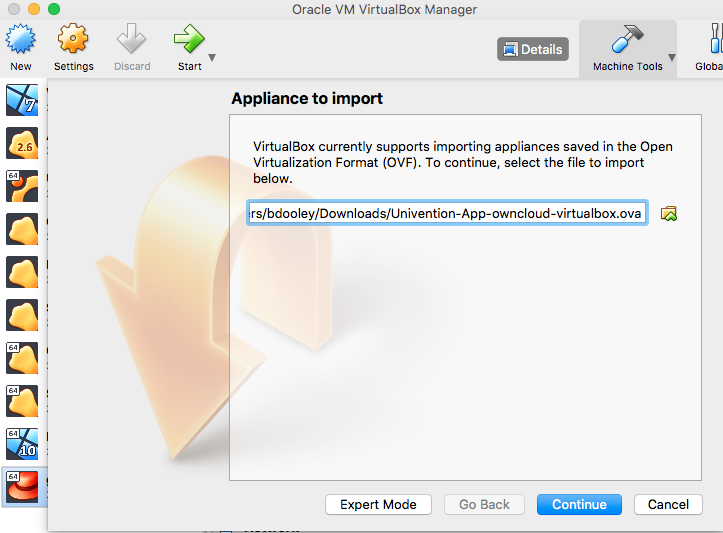 Oracle VM VirtualBox Manager
New
Settings
Discard
Start
Details
Machine Tools
Globa
7
2.6
64
64
64
64
10
64
Appliance to import
VirtualBox currently supports importing appliances saved in the Open
Virtualization Format (OVF). To continue, select the file to import
below.
ers/bdooley/Downloads/Univention-App-owncloud-virtualbox.ova
Expert Mode
Go Back
Continue
Cancel